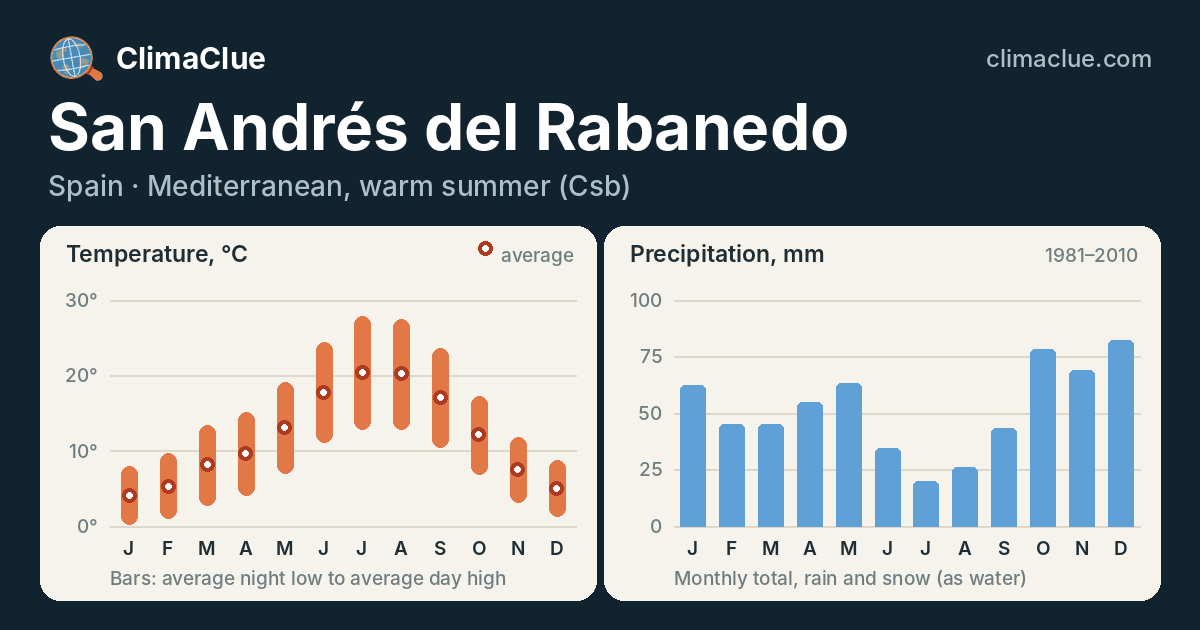 ClimaClue
climaclue.com
San Andrés del Rabanedo
Spain · Mediterranean, warm summer (Csb)
Temperature, °C
average
30°
20°
10°
0°
J F M A M J J A S O N D
Bars: average night low to average day high
Precipitation, mm
1981–2010
100
75
50
25
0
J F M A M J J A S O N D
Monthly total, rain and snow (as water)